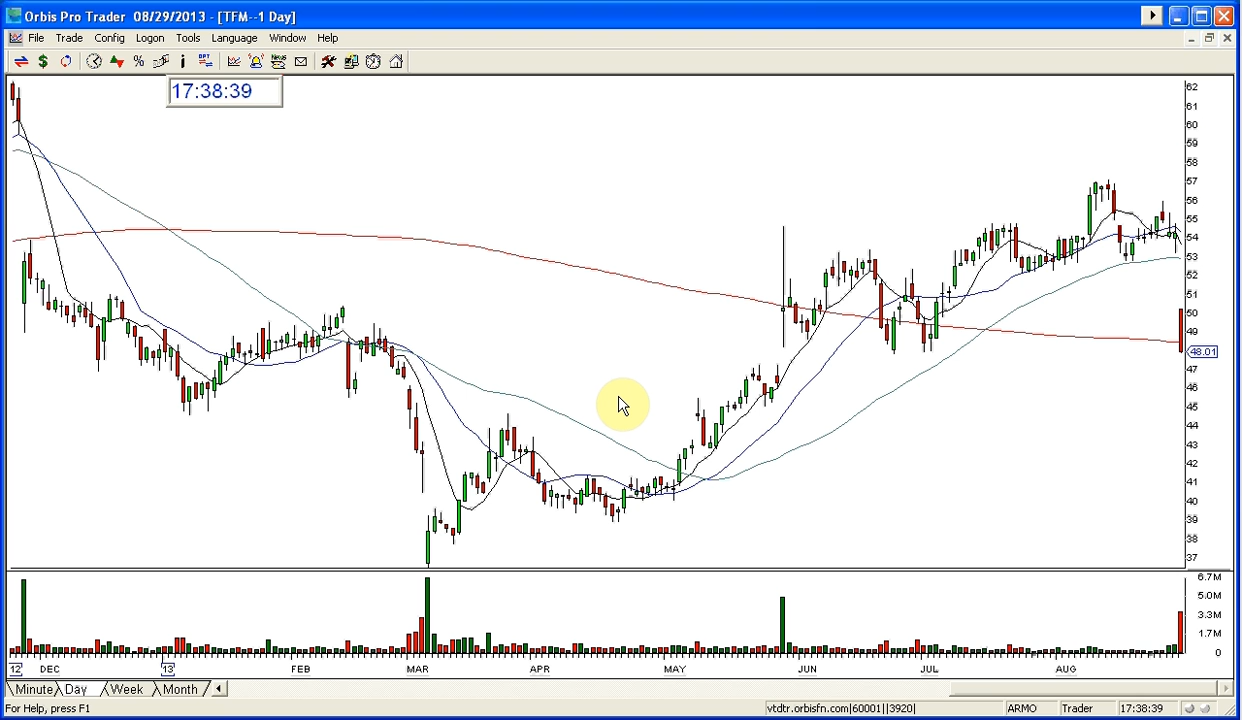 Orbis Pro Trader 08/29/2013 - [TFM--1 Day]
File Trade Config Logon Tools Language Window Help
$ % i OPT News
17:38:39
62
61
60
59
58
57
56
55
54
53
52
51
50
49
48.01
47
46
45
44
43
42
41
40
39
38
37
6.7M
5.0M
3.3M
1.7M
0
12 DEC '13 FEB MAR APR MAY JUN JUL AUG
Minute Day Week Month
For Help, press F1 vtdtr.orbisfn.com|60001||3920| ARMO Trader 17:38:39